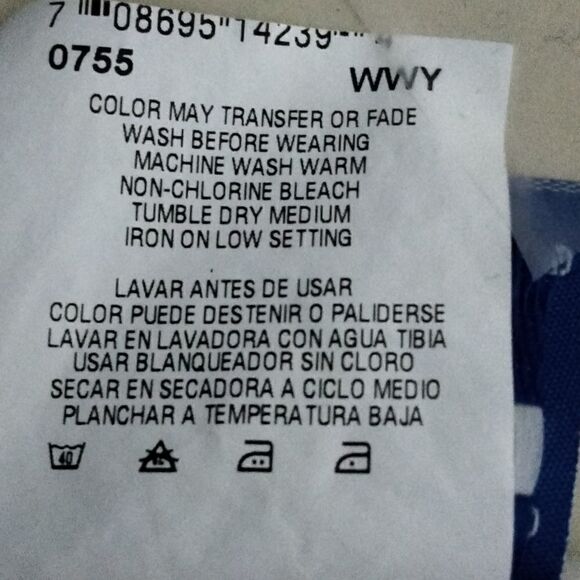 7 08695 14239
0755 WWY
COLOR MAY TRANSFER OR FADE
WASH BEFORE WEARING
MACHINE WASH WARM
NON-CHLORINE BLEACH
TUMBLE DRY MEDIUM
IRON ON LOW SETTING
LAVAR ANTES DE USAR
COLOR PUEDE DESTENIR O PALIDERSE
LAVAR EN LAVADORA CON AGUA TIBIA
USAR BLANQUEADOR SIN CLORO
SECAR EN SECADORA A CICLO MEDIO
PLANCHAR A TEMPERATURA BAJA
40